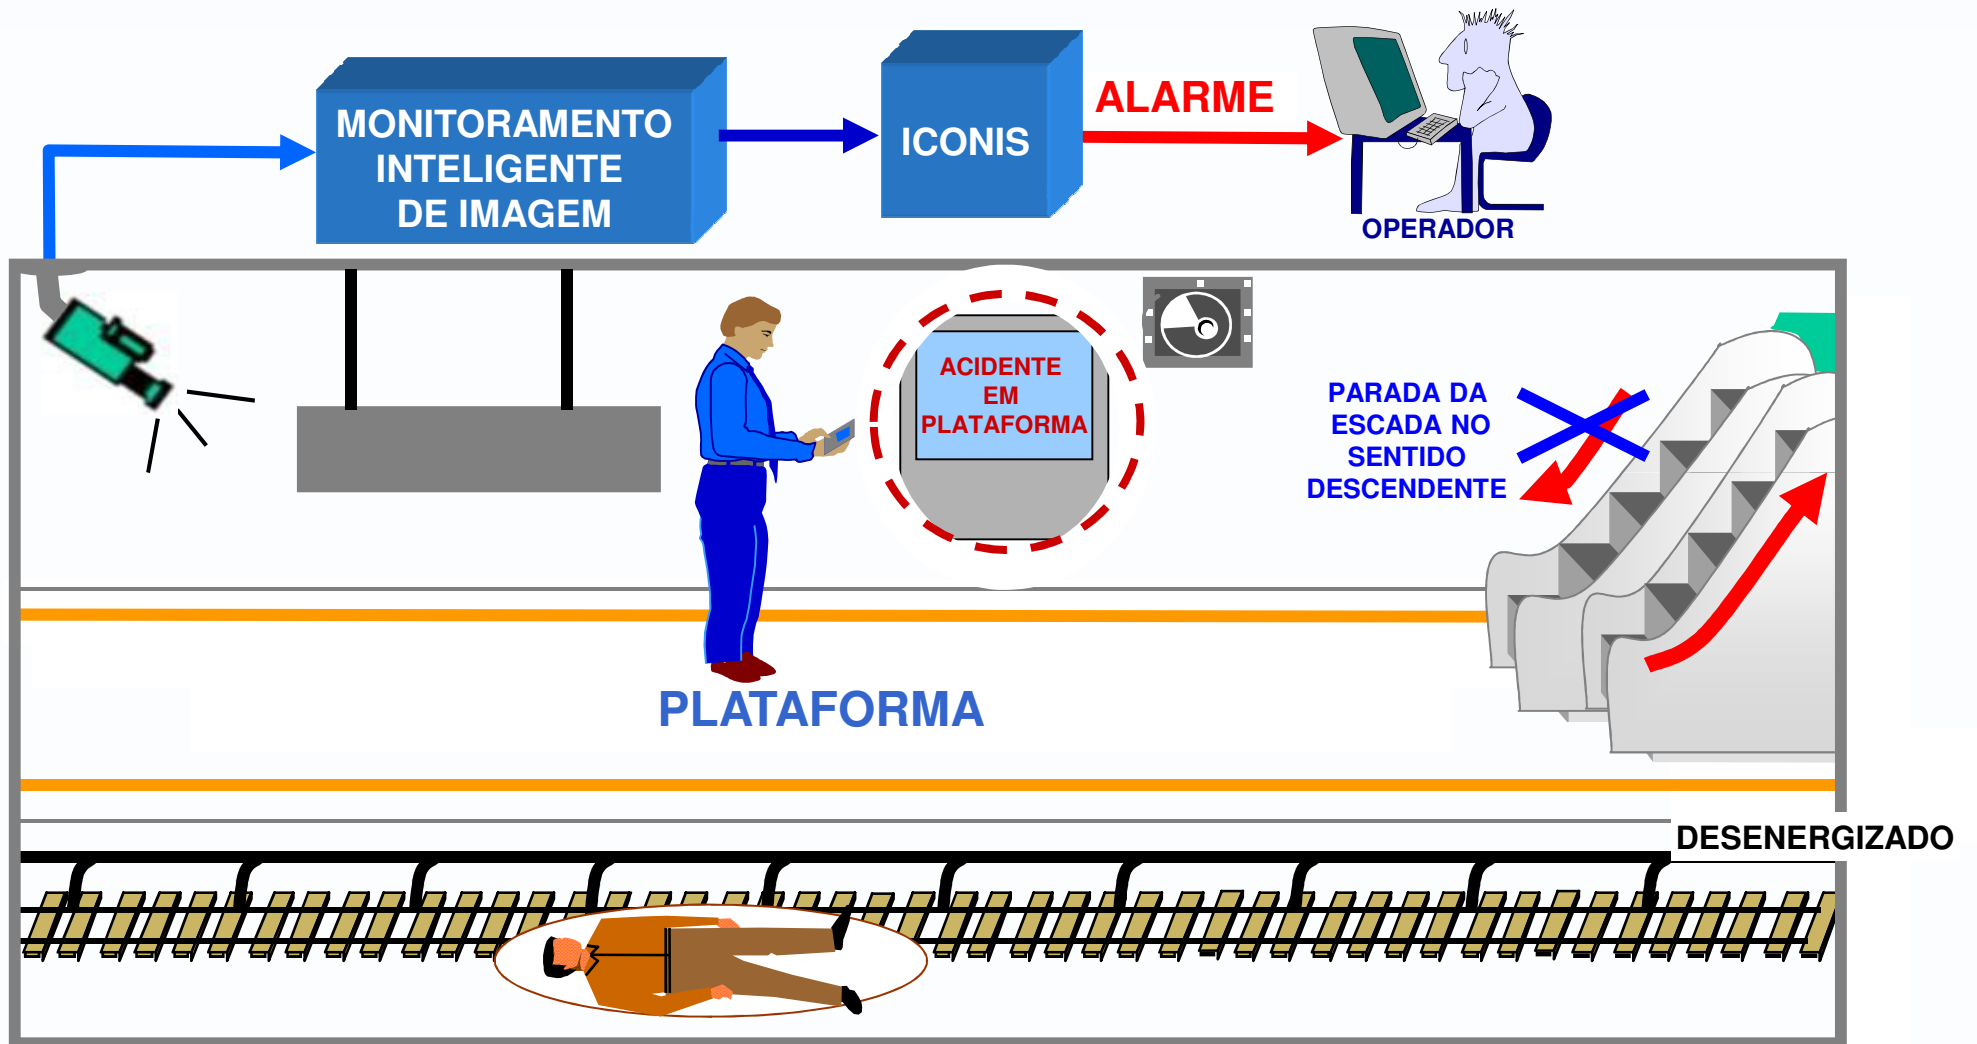 MONITORAMENTO
INTELIGENTE
DE IMAGEM
ICONIS
ALARME
OPERADOR
ACIDENTE
EM
PLATAFORMA
PARADA DA
ESCADA NO
SENTIDO
DESCENDENTE
PLATAFORMA
DESENERGIZADO